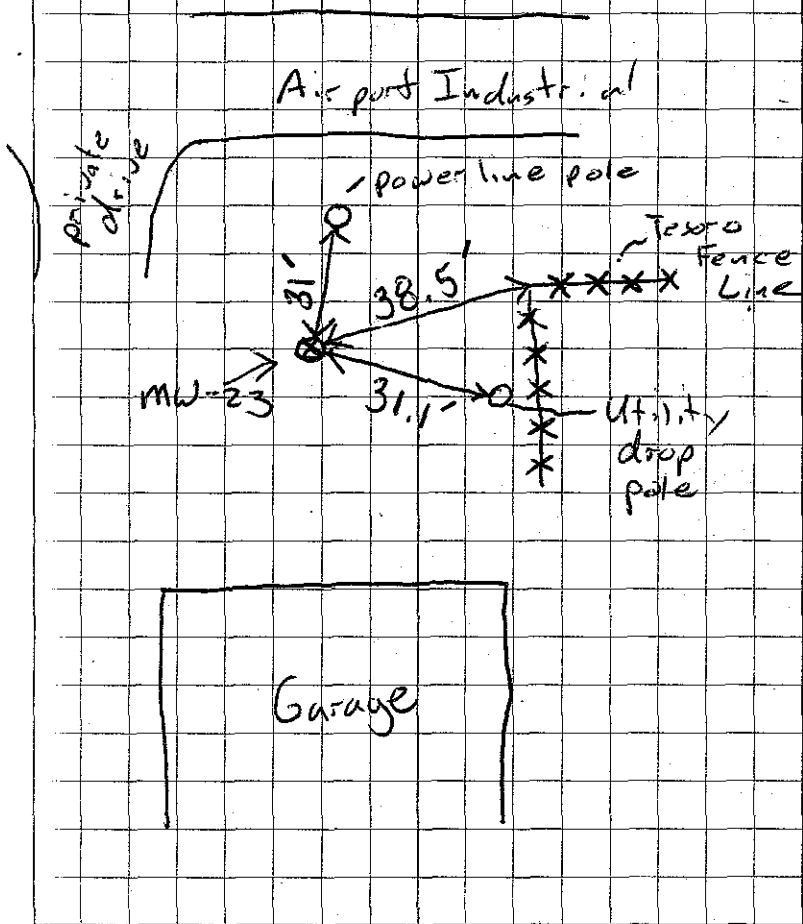 Airport Industrial
private
drive
power line pole
Tesoro
Fence
Line
31'
38.5'
MW-23
31.1'
Utility
drop
pole
Garage